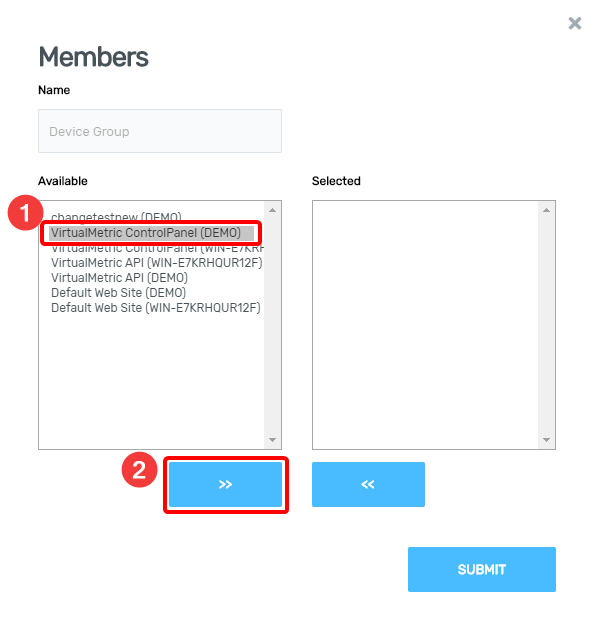 ×
Members
Name
Device Group
Available
Selected
1
changetestnew (DEMO)
VirtualMetric ControlPanel (DEMO)
VirtualMetric ControlPanel (WIN-E7KRH
VirtualMetric API (WIN-E7KRHQUR12F)
VirtualMetric API (DEMO)
Default Web Site (DEMO)
Default Web Site (WIN-E7KRHQUR12F)
2
>>
<<
SUBMIT